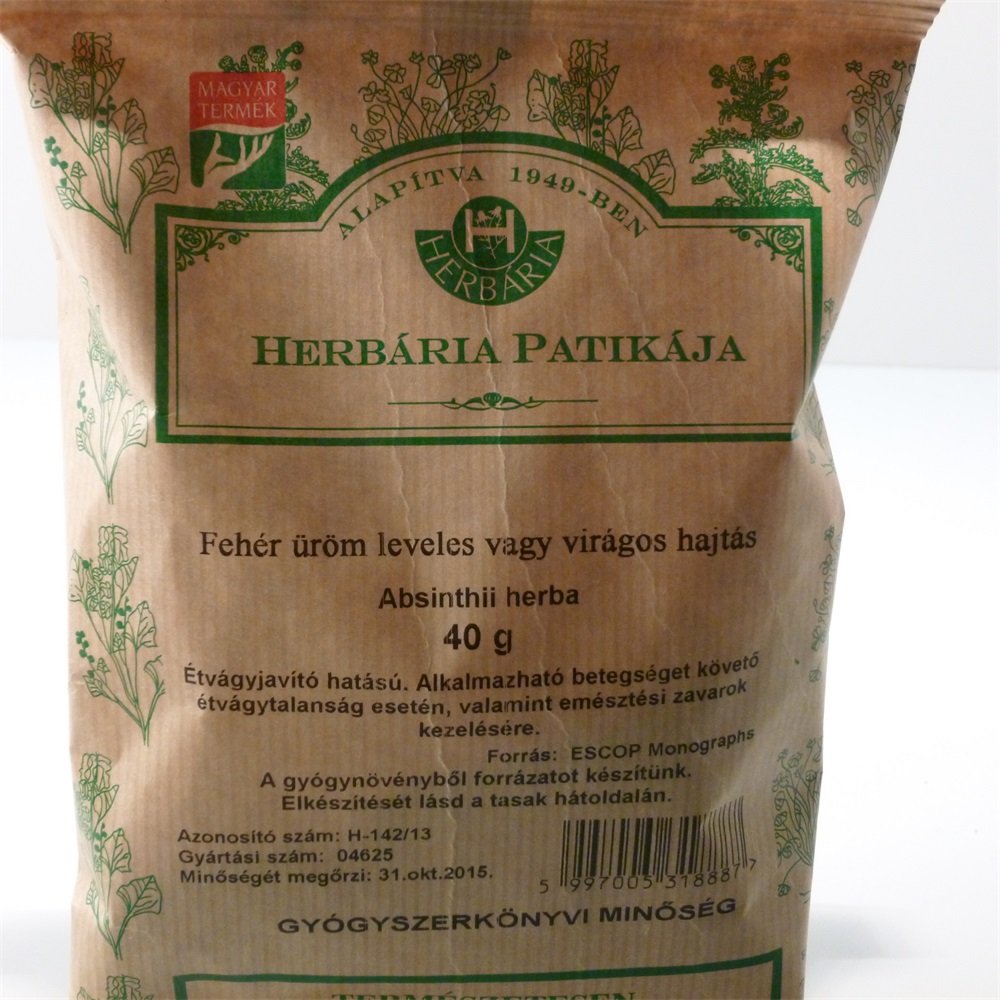 MAGYAR
TERMÉK
ALAPÍTVA 1949-BEN
H
HERBÁRIA
HERBÁRIA PATIKÁJA
Fehér üröm leveles vagy virágos hajtás
Absinthii herba
40 g
Étvágyjavító hatású. Alkalmazható betegséget követő
étvágytalanság esetén, valamint emésztési zavarok
kezelésére.
Forrás: ESCOP Monographs
A gyógynövényből forrázatot készítünk.
Elkészítését lásd a tasak hátoldalán.
Azonosító szám: H-142/13
Gyártási szám: 04625
Minőségét megőrzi: 31.okt.2015.
5 997005 318887 7
GYÓGYSZERKÖNYVI MINŐSÉG
TERMÉSZETESEN